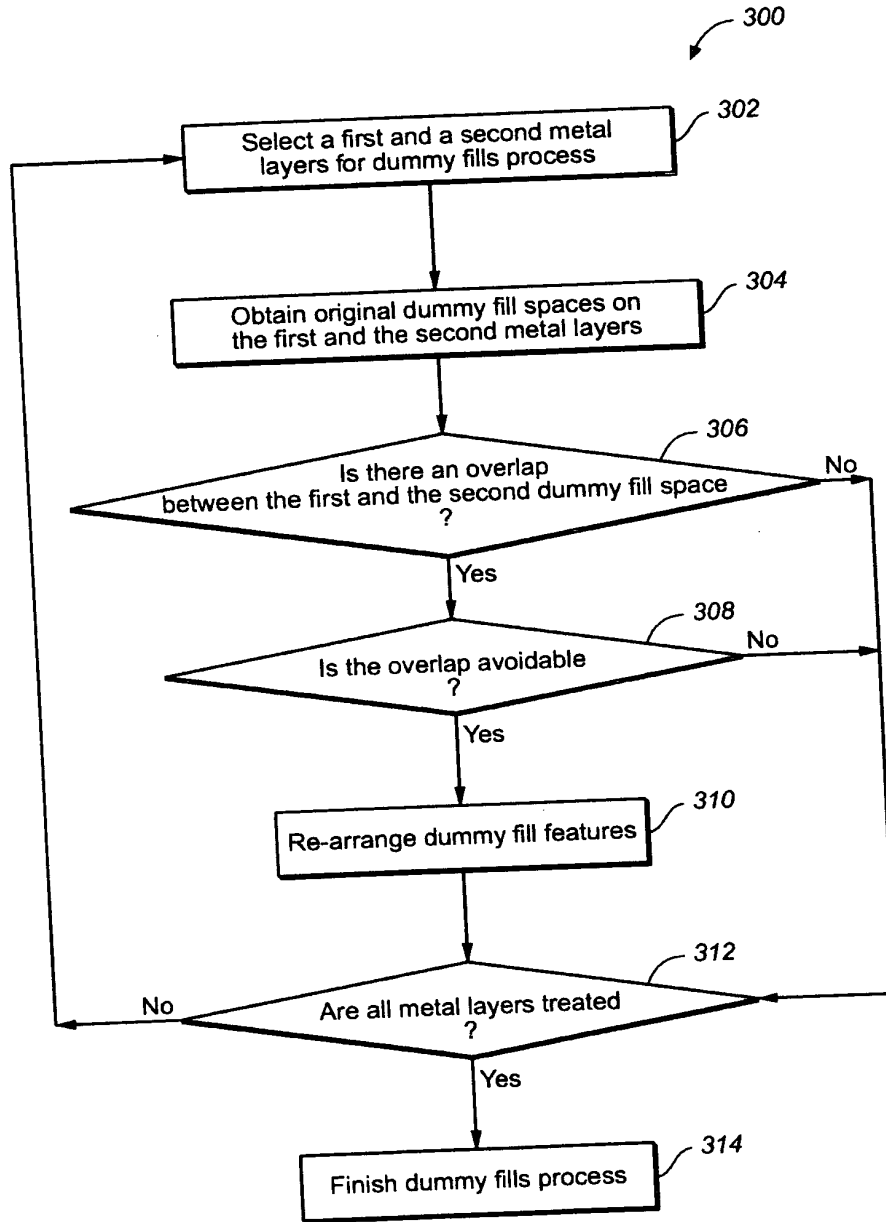 300
302
Select a first and a second metal
layers for dummy fills process
304
Obtain original dummy fill spaces on
the first and the second metal layers
306
Is there an overlap
between the first and the second dummy fill space
?
No
Yes
308
Is the overlap avoidable
?
No
Yes
310
Re-arrange dummy fill features
312
Are all metal layers treated
?
No
Yes
314
Finish dummy fills process